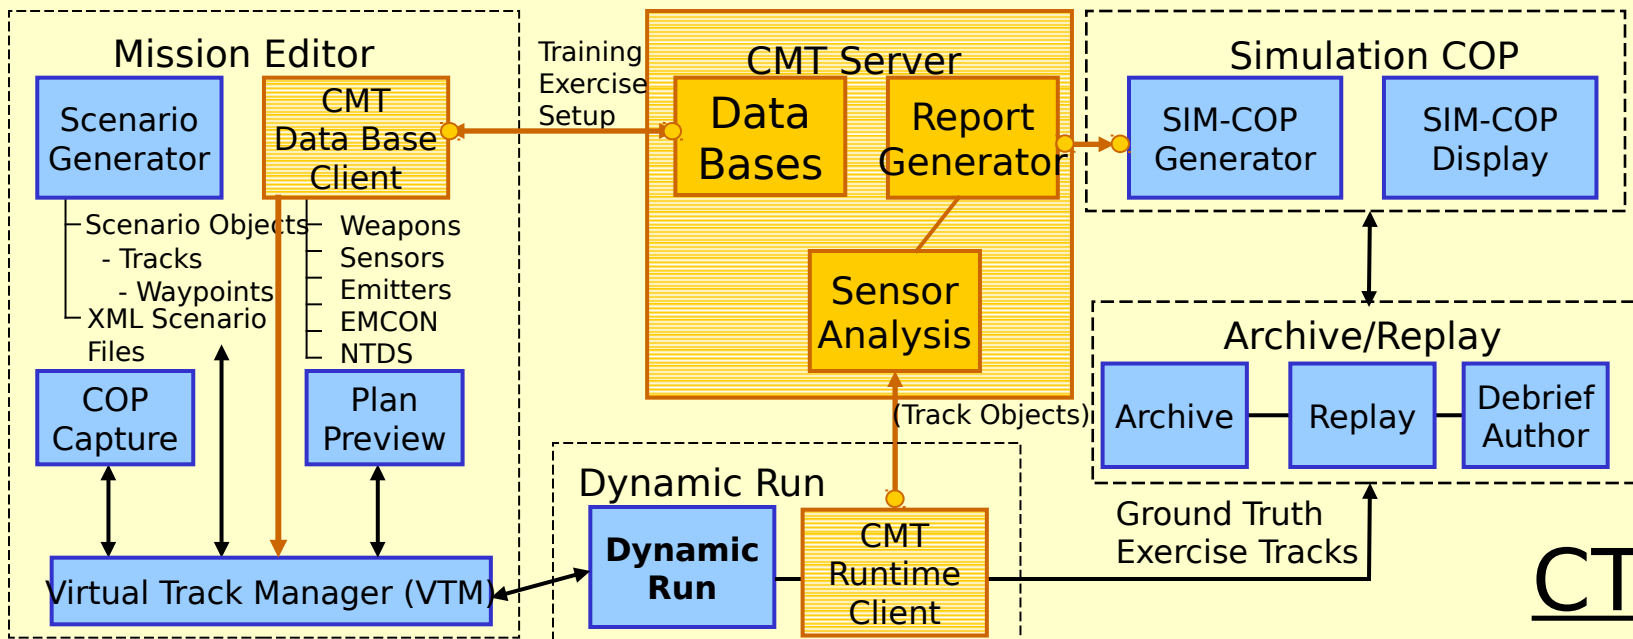 Mission Editor
Scenario
Generator
CMT
Data Base
Client
Scenario Objects
- Tracks
- Waypoints
XML Scenario
Files
Weapons
Sensors
Emitters
EMCON
NTDS
COP
Capture
Plan
Preview
Virtual Track Manager (VTM)
Training
Exercise
Setup
CMT Server
Data
Bases
Report
Generator
Sensor
Analysis
(Track Objects)
Dynamic Run
Dynamic
Run
CMT
Runtime
Client
Simulation COP
SIM-COP
Generator
SIM-COP
Display
Archive/Replay
Archive
Replay
Debrief
Author
Ground Truth
Exercise Tracks
CT